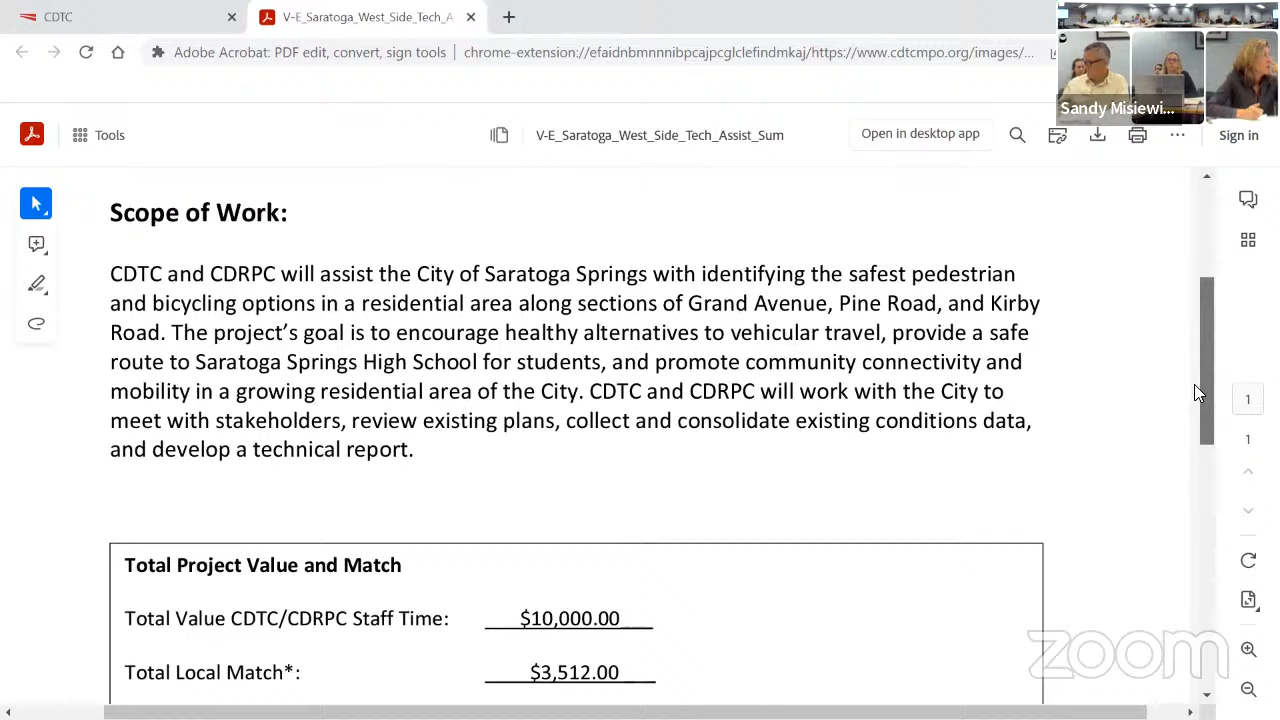 CDTC
V-E_Saratoga_West_Side_Tech_A
Adobe Acrobat: PDF edit, convert, sign tools
chrome-extension://efaidnbmnnnibpcajpcglclefindmkaj/https://www.cdtcmpo.org/images/...
Sandy Misiewi...
Tools
V-E_Saratoga_West_Side_Tech_Assist_Sum
Open in desktop app
Sign in
Scope of Work:
CDTC and CDRPC will assist the City of Saratoga Springs with identifying the safest pedestrian
and bicycling options in a residential area along sections of Grand Avenue, Pine Road, and Kirby
Road. The project’s goal is to encourage healthy alternatives to vehicular travel, provide a safe
route to Saratoga Springs High School for students, and promote community connectivity and
mobility in a growing residential area of the City. CDTC and CDRPC will work with the City to
meet with stakeholders, review existing plans, collect and consolidate existing conditions data,
and develop a technical report.
1
1
Total Project Value and Match
Total Value CDTC/CDRPC Staff Time: $10,000.00
Total Local Match*: $3,512.00
zoom